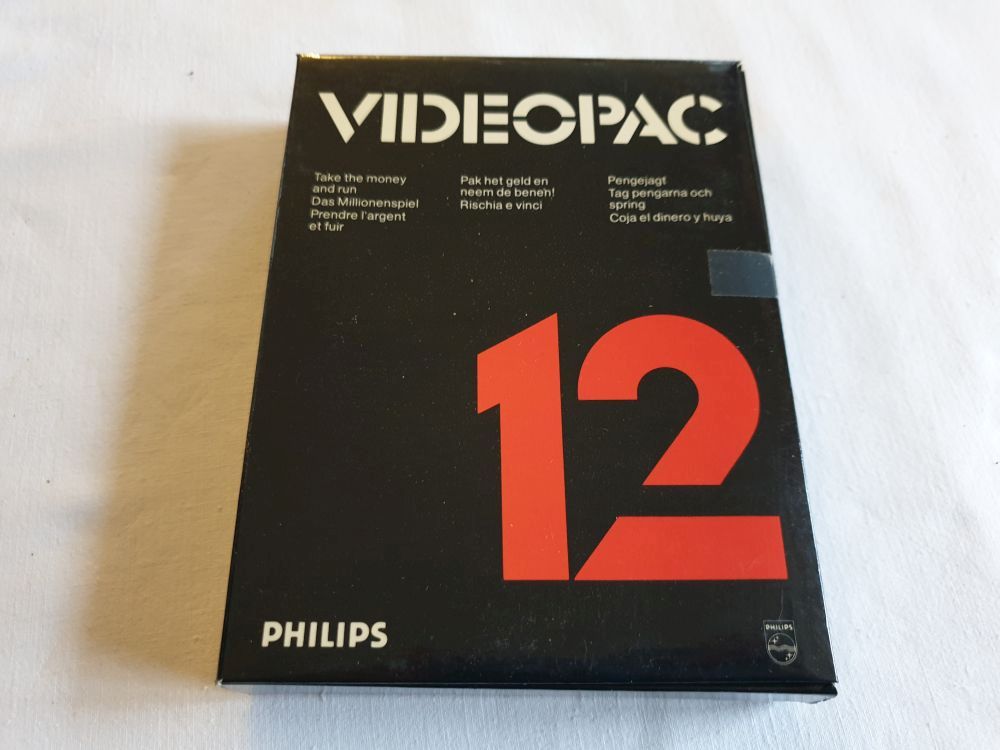 VIDEOPAC
Take the money
and run
Das Millionenspiel
Prendre l'argent
et fuir
Pak het geld en
neem de benen!
Rischia e vinci
Pengejagt
Tag pengarna och
spring
Coja el dinero y huya
12
PHILIPS
PHILIPS